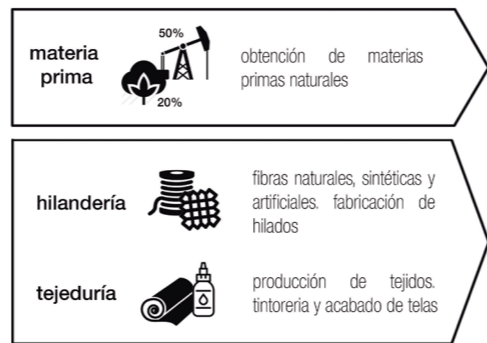 materia
prima
50%
20%
obtención de materias
primas naturales
hilandería
fibras naturales, sintéticas y
artificiales. fabricación de
hilados
tejeduría
producción de tejidos.
tintoreria y acabado de telas